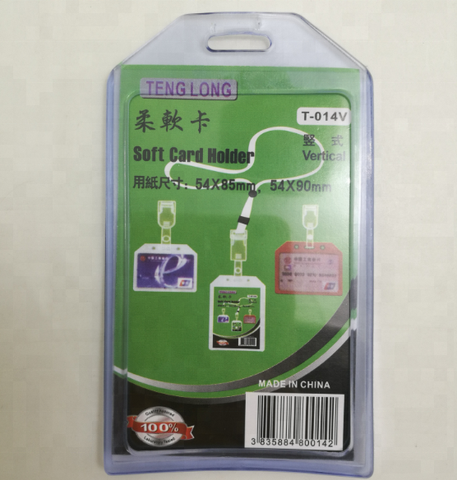 TENG LONG
T-014V
柔軟卡
竪 式
Soft Card Holder
Vertical
用紙尺寸：54X85mm、54X90mm
MADE IN CHINA
100%
3 835884 800142